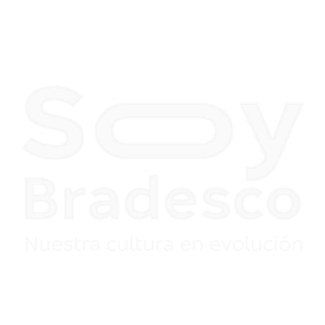 Soy
Bradesco
Nuestra cultura en evolución